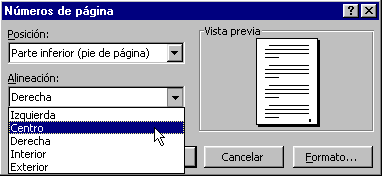 Números de página
Posición:
Parte inferior (pie de página)
Alineación:
Derecha
Izquierda
Centro
Derecha
Interior
Exterior
Vista previa
Cancelar
Formato...